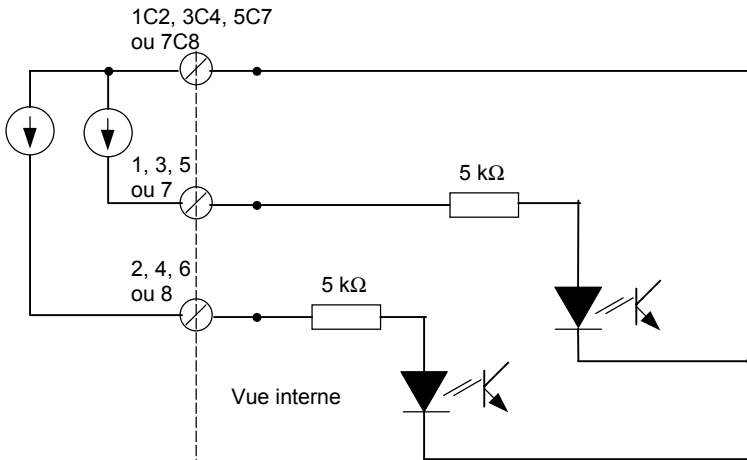 1C2, 3C4, 5C7
ou 7C8
1, 3, 5
ou 7
5 kΩ
2, 4, 6
ou 8
5 kΩ
Vue interne